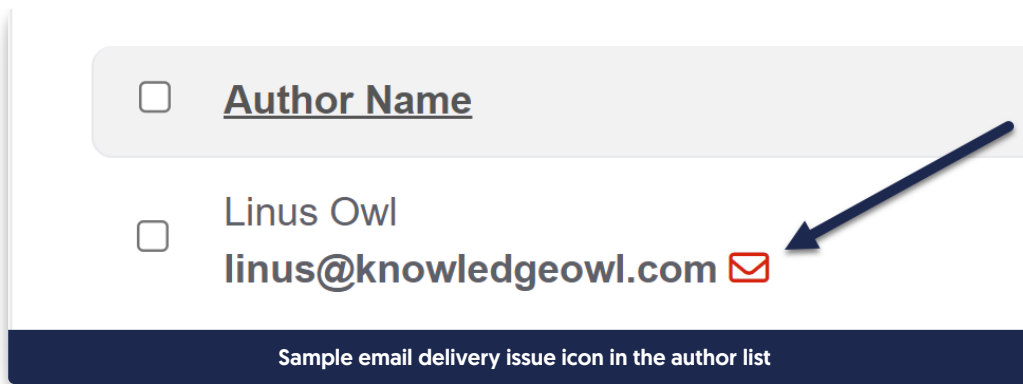 Author Name
Linus Owl
linus@knowledgeowl.com
Sample email delivery issue icon in the author list